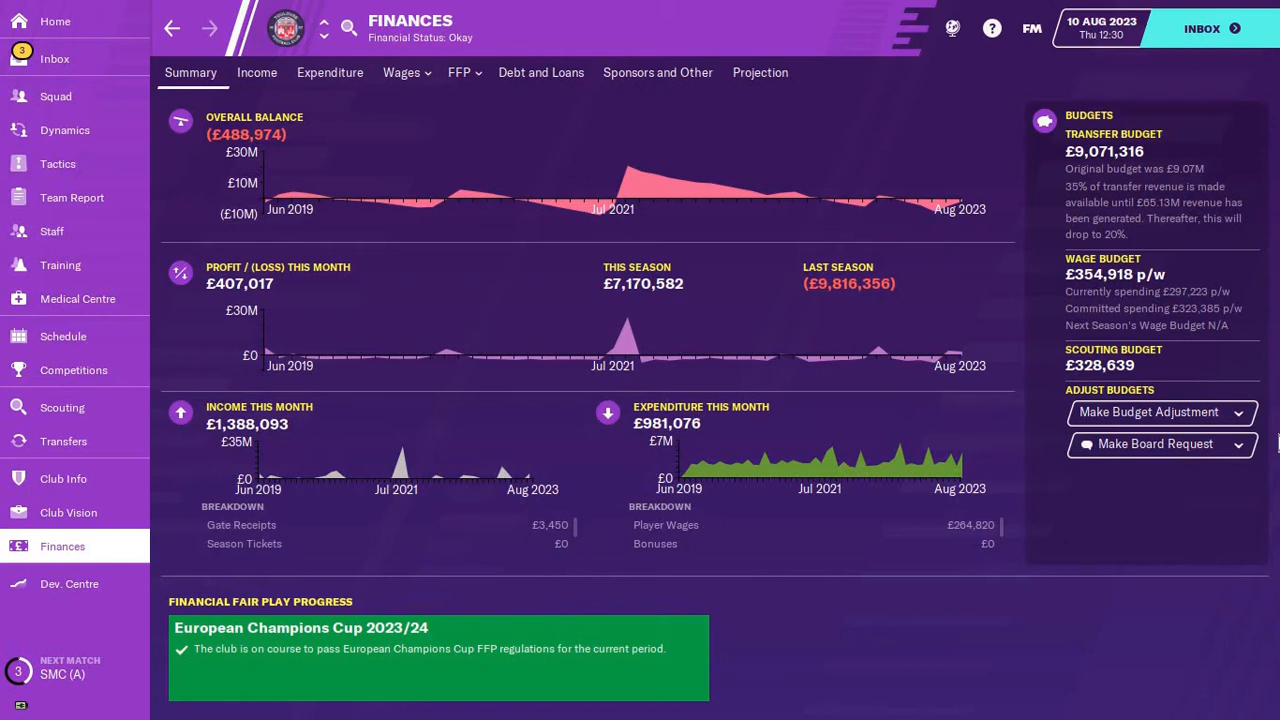 Home
3
Inbox
Squad
Dynamics
Tactics
Team Report
Staff
Training
Medical Centre
Schedule
Competitions
Scouting
Transfers
Club Info
Club Vision
Finances
Dev. Centre
3
NEXT MATCH
SMC (A)
FINANCES
Financial Status: Okay
?
FM
10 AUG 2023
Thu 12:30
INBOX
Summary
Income
Expenditure
Wages
FFP
Debt and Loans
Sponsors and Other
Projection
OVERALL BALANCE
(£488,974)
£30M
£10M
(£10M)
Jun 2019
Jul 2021
Aug 2023
PROFIT / (LOSS) THIS MONTH
£407,017
THIS SEASON
£7,170,582
LAST SEASON
(£9,816,356)
£30M
£0
Jun 2019
Jul 2021
Aug 2023
INCOME THIS MONTH
£1,388,093
£35M
£0
Jun 2019
Jul 2021
Aug 2023
BREAKDOWN
Gate Receipts £3,450
Season Tickets £0
EXPENDITURE THIS MONTH
£981,076
£7M
£0
Jun 2019
Jul 2021
Aug 2023
BREAKDOWN
Player Wages £264,820
Bonuses £0
BUDGETS
TRANSFER BUDGET
£9,071,316
Original budget was £9.07M
35% of transfer revenue is made
available until £65.13M revenue has
been generated. Thereafter, this will
drop to 20%.
WAGE BUDGET
£354,918 p/w
Currently spending £297,223 p/w
Committed spending £323,385 p/w
Next Season's Wage Budget N/A
SCOUTING BUDGET
£328,639
ADJUST BUDGETS
Make Budget Adjustment
Make Board Request
FINANCIAL FAIR PLAY PROGRESS
European Champions Cup 2023/24
The club is on course to pass European Champions Cup FFP regulations for the current period.